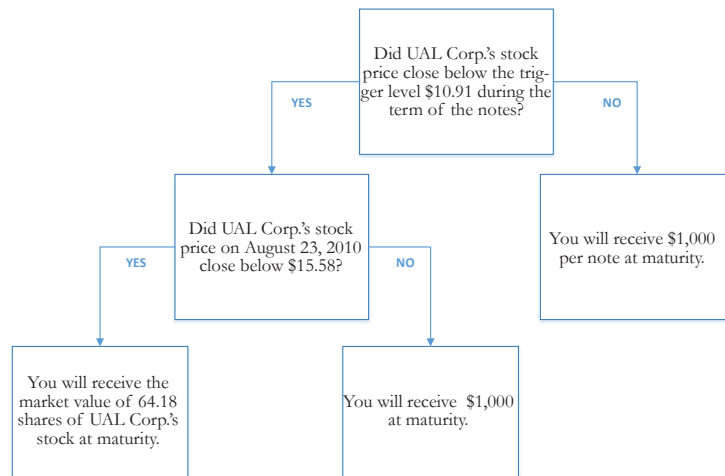 Did UAL Corp.'s stock
price close below the trig-
ger level $10.91 during the
term of the notes?
YES
NO
Did UAL Corp.'s stock
price on August 23, 2010
close below $15.58?
You will receive $1,000
per note at maturity.
YES
NO
You will receive the
market value of 64.18
shares of UAL Corp.'s
stock at maturity.
You will receive $1,000
at maturity.